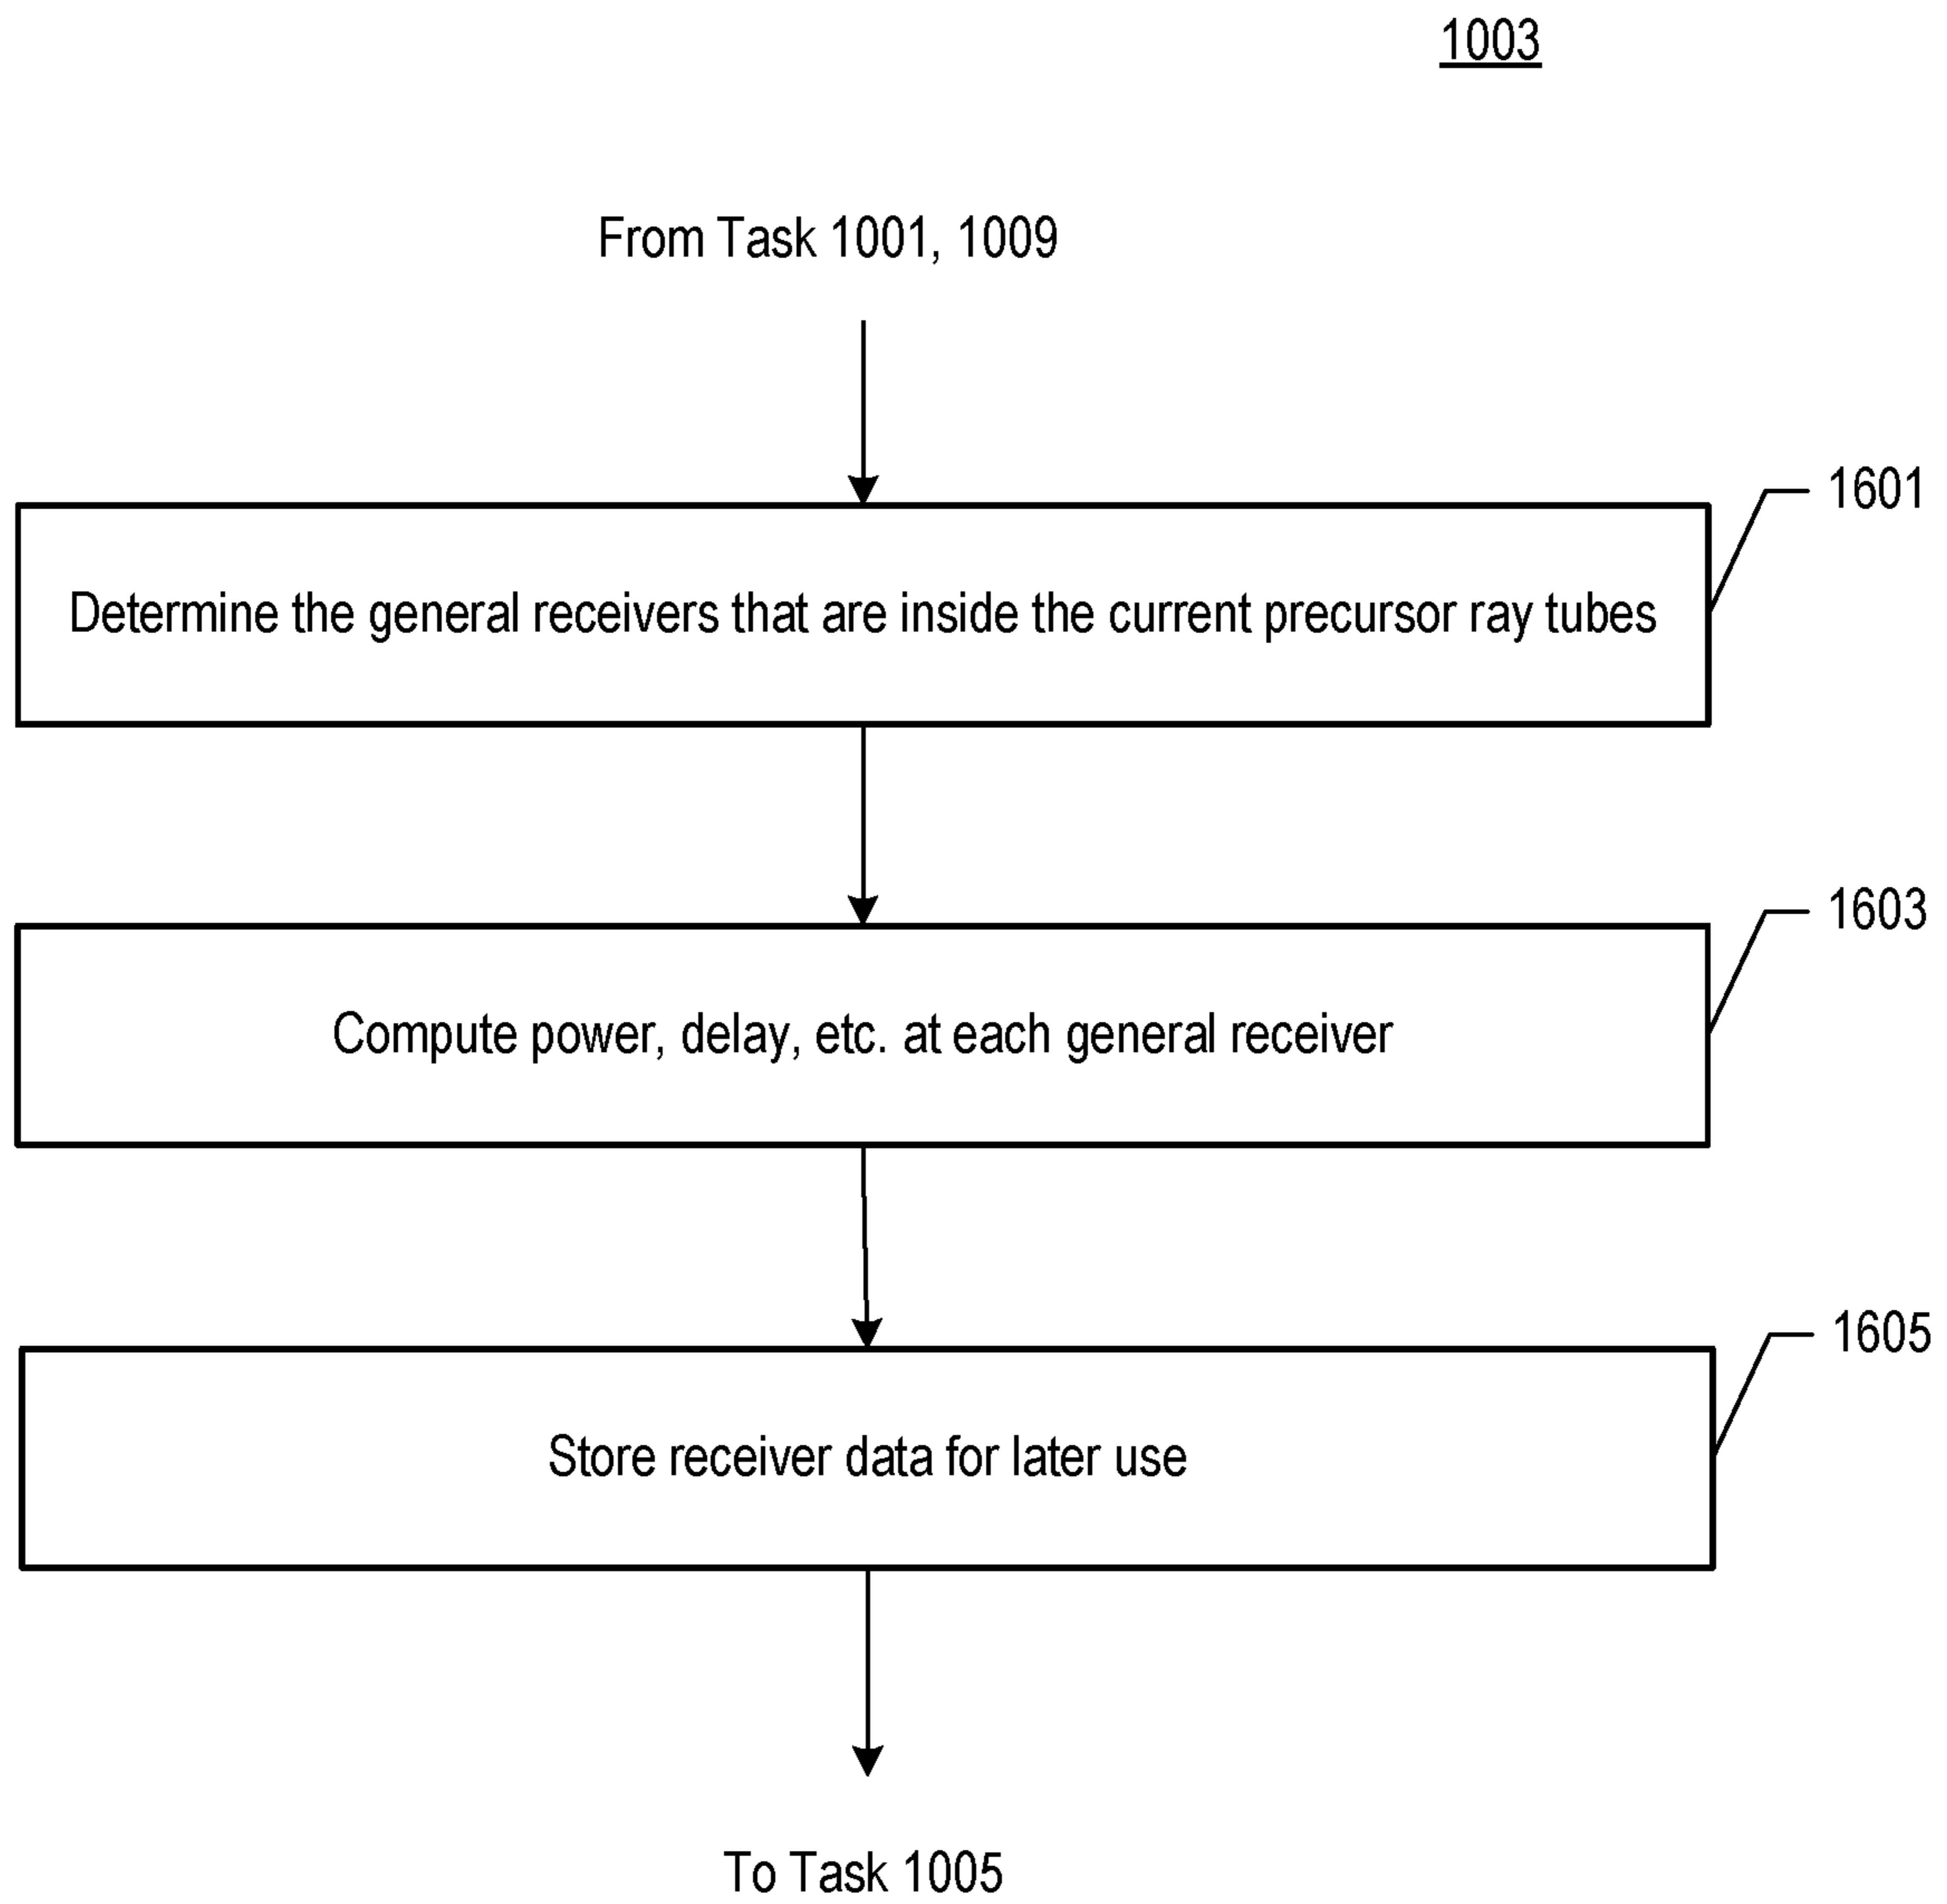 1003
From Task 1001, 1009
1601
Determine the general receivers that are inside the current precursor ray tubes
1603
Compute power, delay, etc. at each general receiver
1605
Store receiver data for later use
To Task 1005